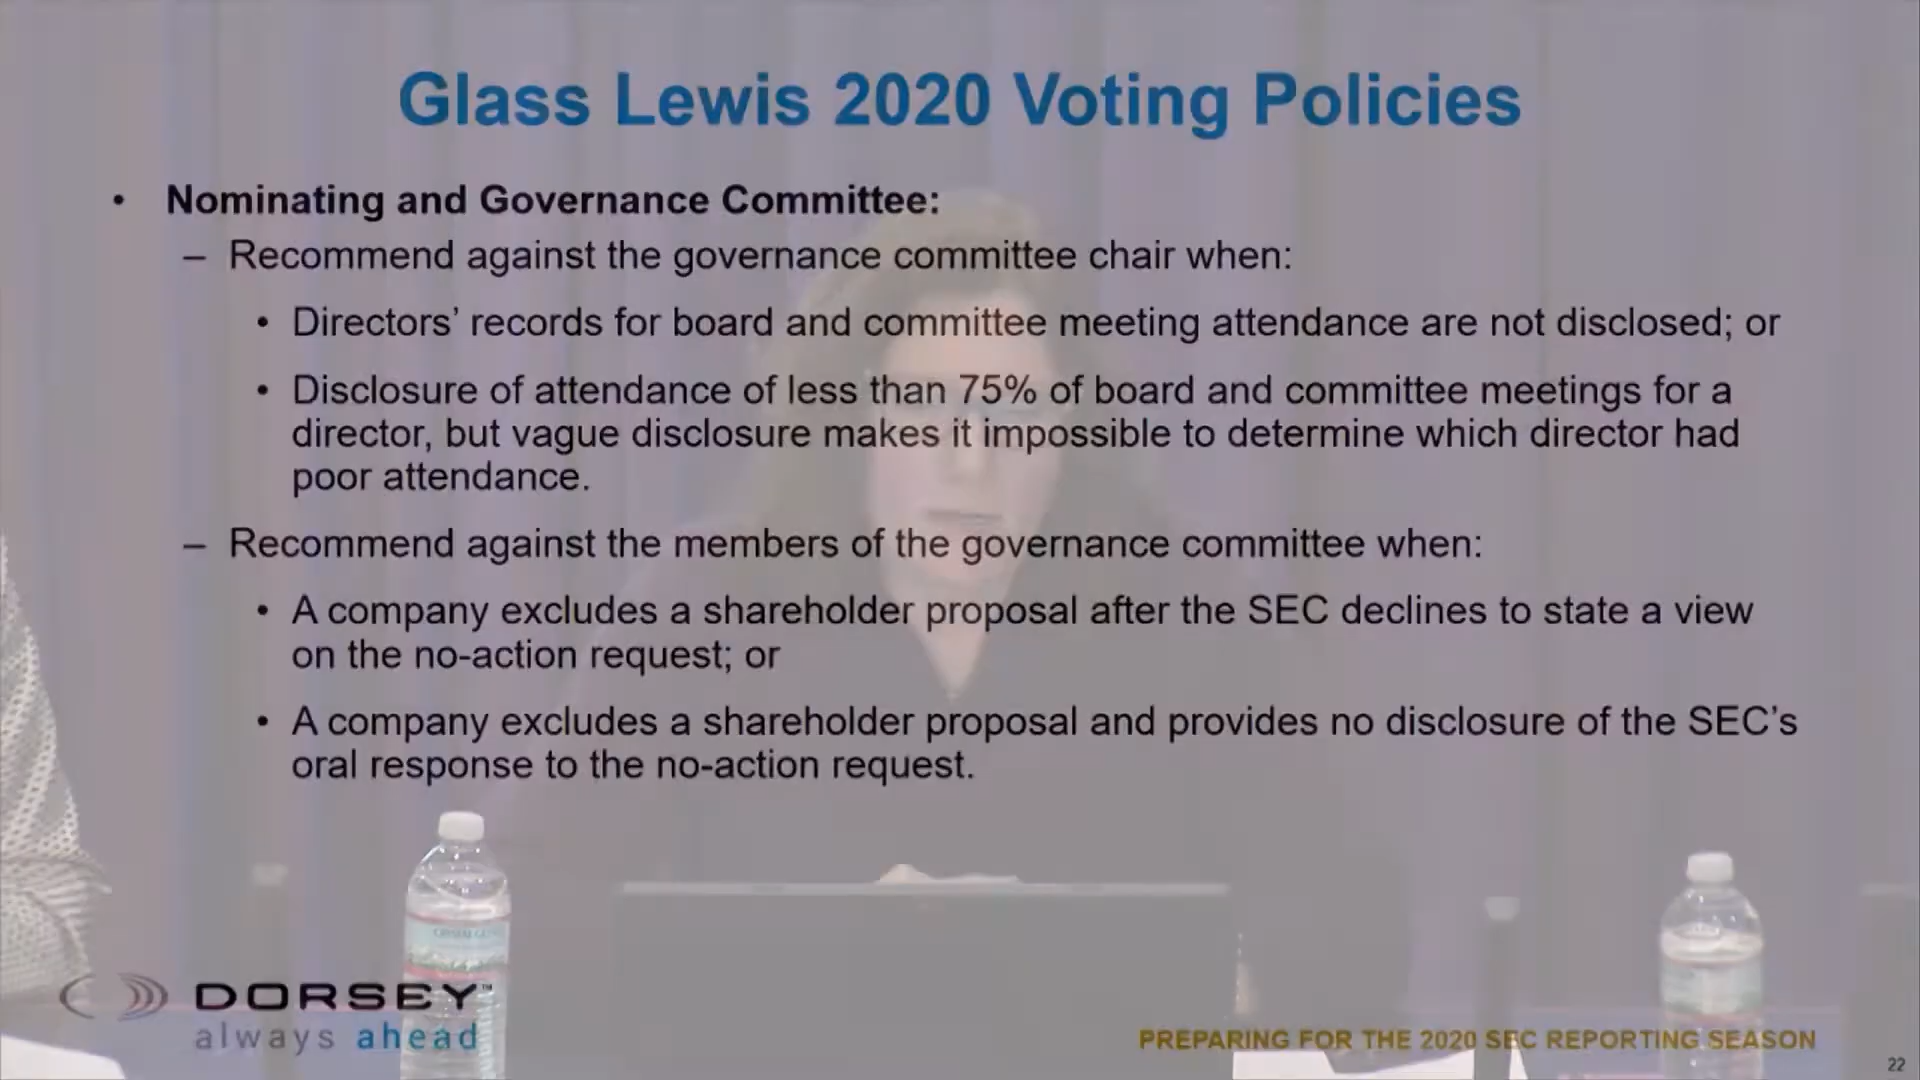 Glass Lewis 2020 Voting Policies
• Nominating and Governance Committee:
– Recommend against the governance committee chair when:
• Directors’ records for board and committee meeting attendance are not disclosed; or
• Disclosure of attendance of less than 75% of board and committee meetings for a
director, but vague disclosure makes it impossible to determine which director had
poor attendance.
– Recommend against the members of the governance committee when:
• A company excludes a shareholder proposal after the SEC declines to state a view
on the no-action request; or
• A company excludes a shareholder proposal and provides no disclosure of the SEC’s
oral response to the no-action request.
DORSEY™
always ahead
PREPARING FOR THE 2020 SEC REPORTING SEASON
22